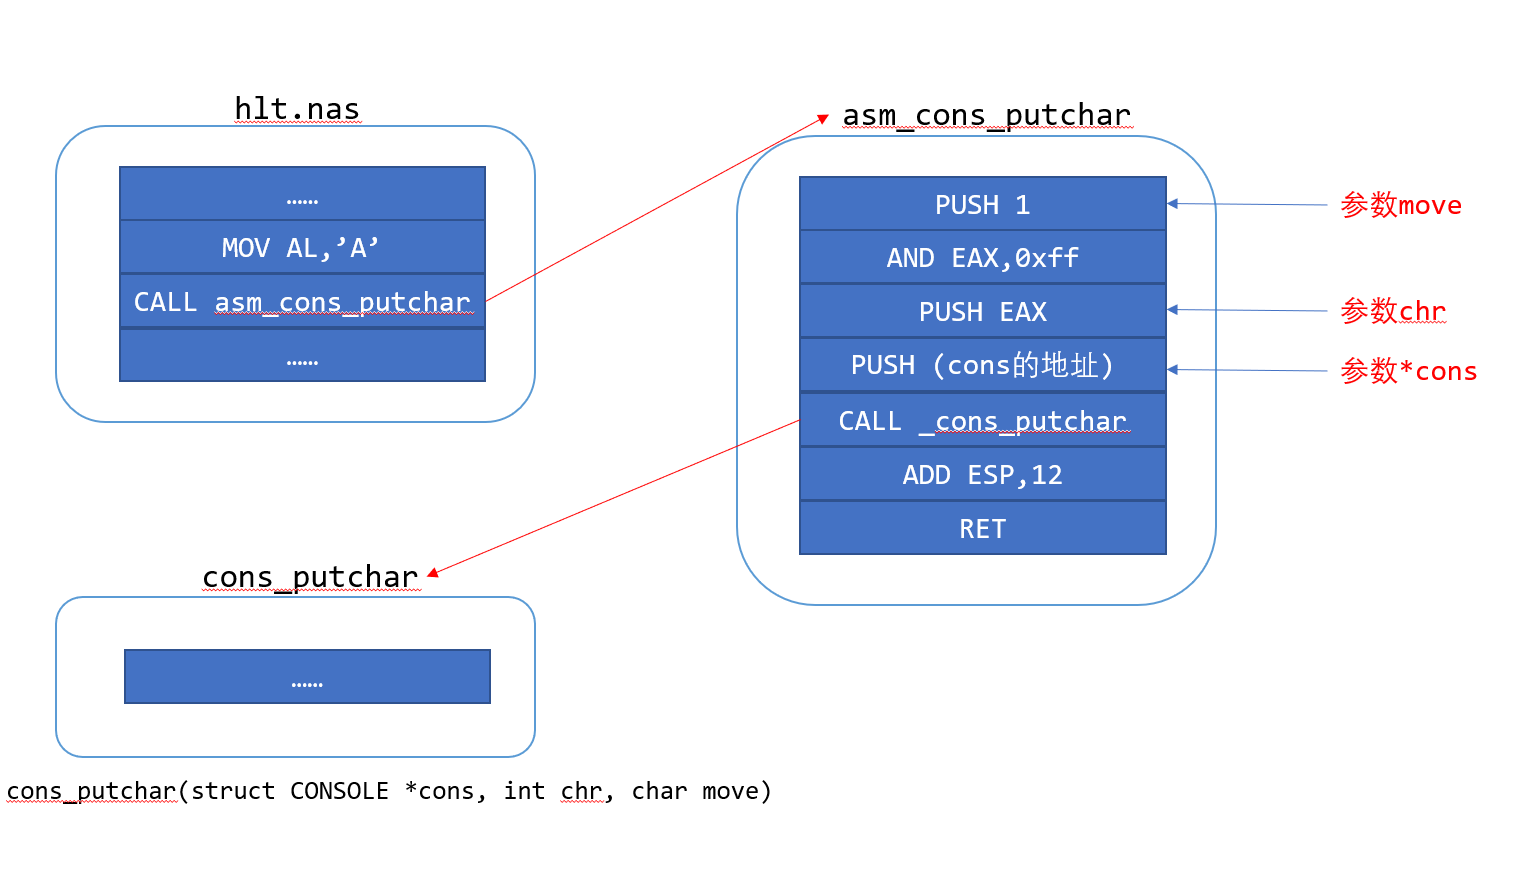 hlt.nas
……
MOV AL,’A’
CALL asm_cons_putchar
……
asm_cons_putchar
PUSH 1
AND EAX,0xff
PUSH EAX
PUSH (cons的地址)
CALL _cons_putchar
ADD ESP,12
RET
参数move
参数chr
参数*cons
cons_putchar
……
cons_putchar(struct CONSOLE *cons, int chr, char move)